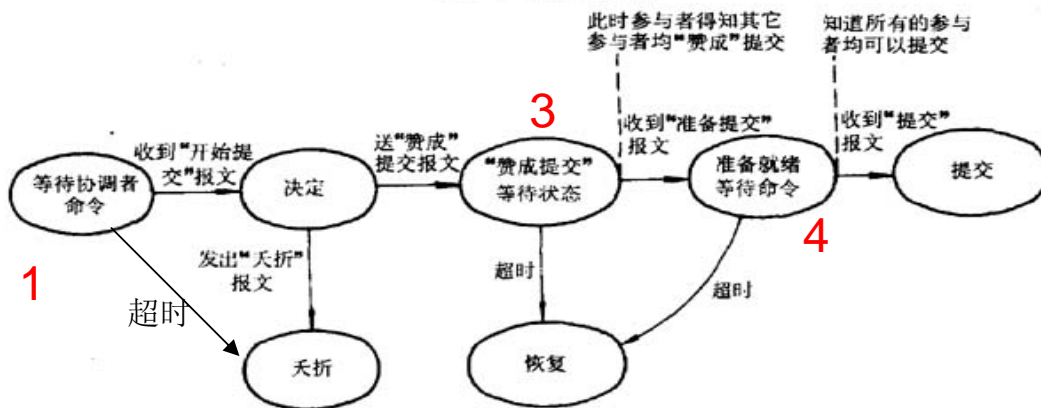 此时参与者得知其它
参与者均“赞成”提交
知道所有的参与
者均可以提交
3
收到“开始提
交”报文
送“赞成”
提交报文
收到“准备提交”
报文
收到“提交”
报文
等待协调者
命令
决定
“赞成提交”
等待状态
准备就绪
等待命令
提交
1
4
超时
发出“夭折”
报文
超时
超时
夭折
恢复